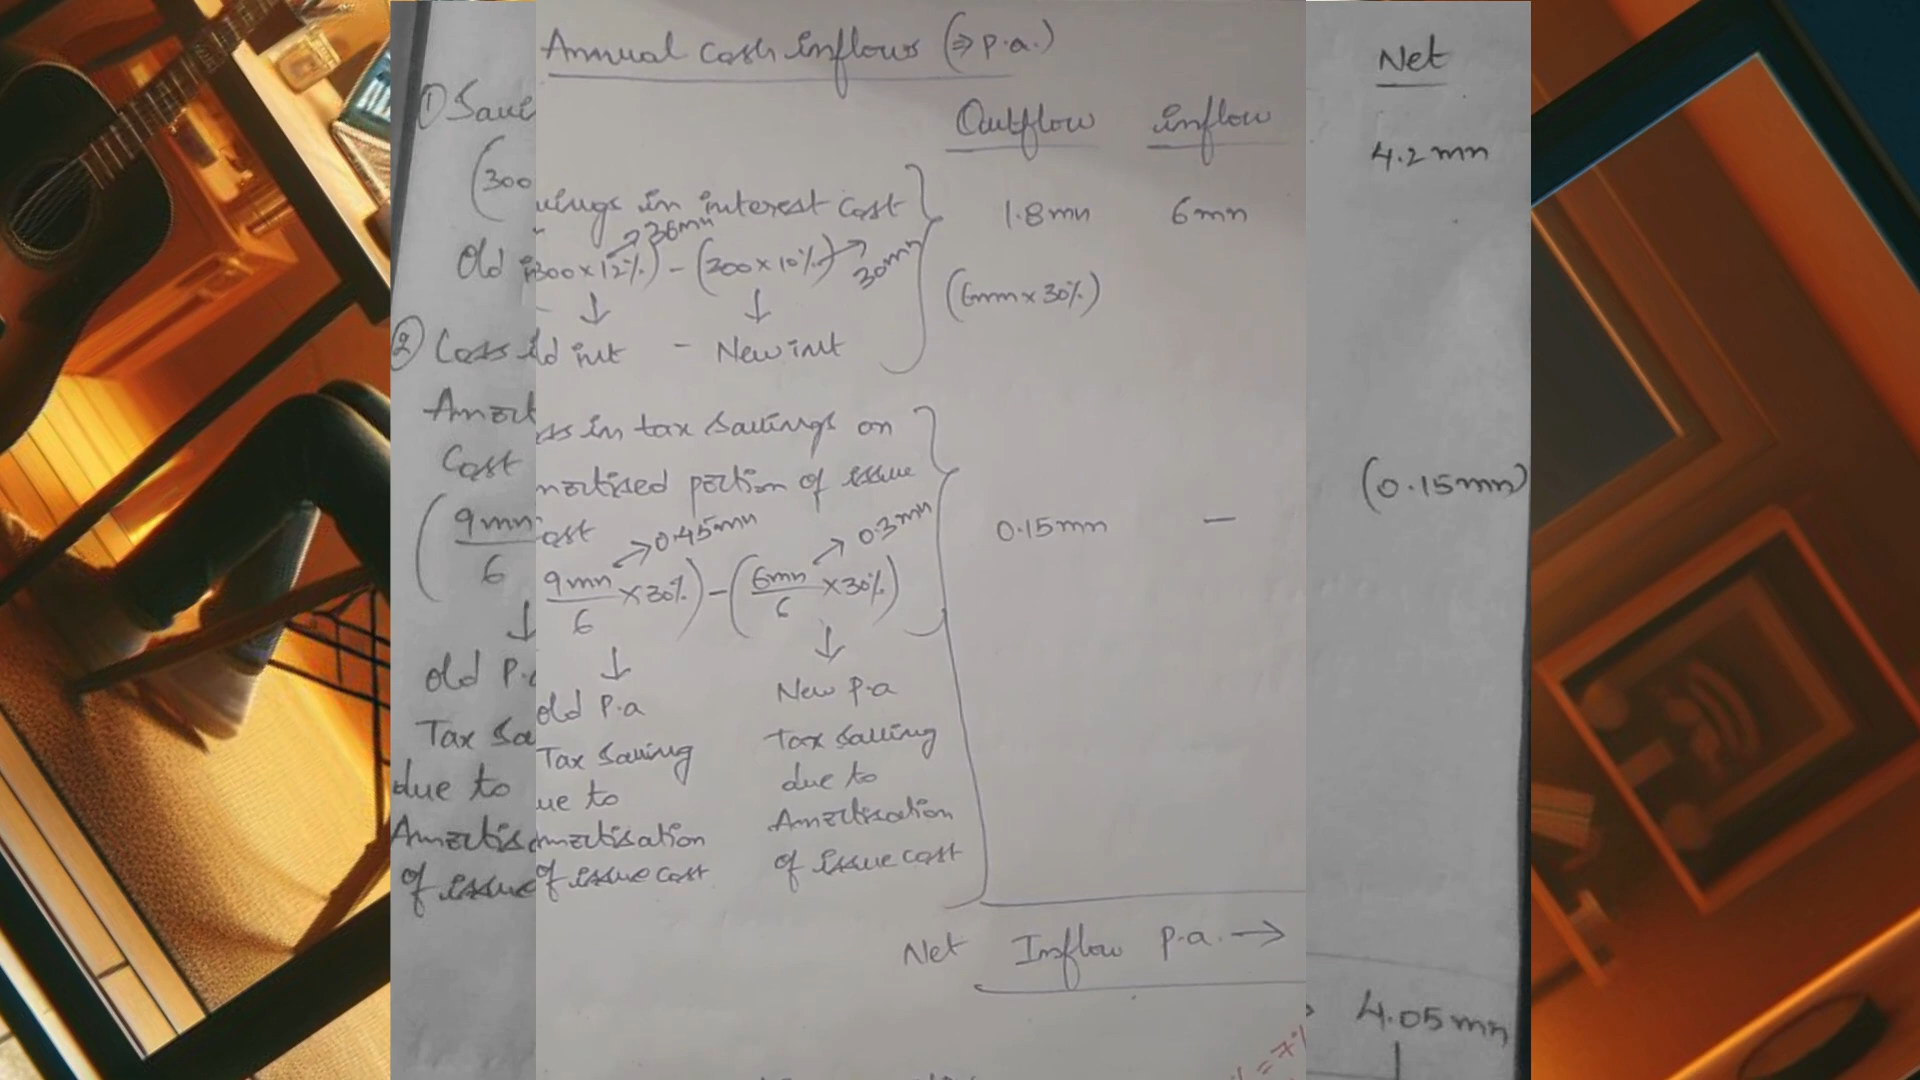 Annual Cash inflows (⇒ p.a.)
Net
Outflow inflow
① Savi
4.2 mn
(300
vings in interest cost } 1.8 mn 6 mn
→ 36mn
Old (300 x 12%) - (300 x 10%) → 30mn
(6mn x 30%)
↓ ↓
② Loss ld int - New int
Amort
ss in tax savings on
Cost
mortised portion of issue
(0.15mn)
(9mn/6
ost → 0.45mn → 0.3mn
0.15mn —
9mn/6 x 30%) - (6mn/6 x 30%)
↓ ↓ ↓
old P.a
old P.a New P.a
Tax Sa Tax Saving Tax Saving
due to ue to due to
Amortis mortisation Amortisation
of issue of issue cost of issue cost
Net Inflow p.a. →
4.05 mn
= 7%